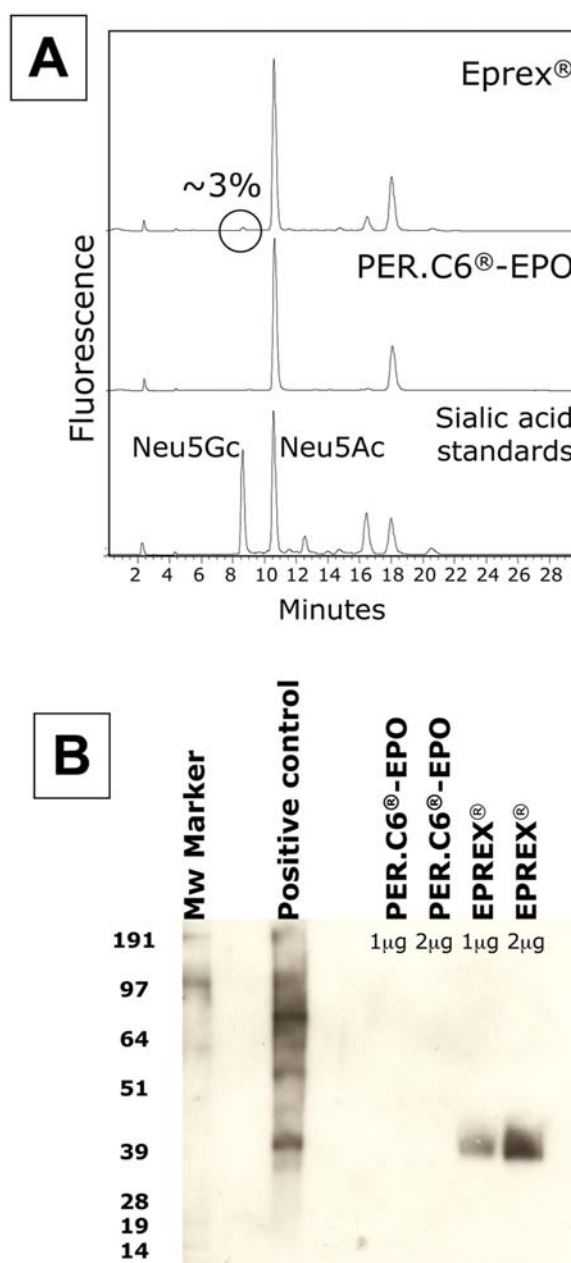 A
Eprex®
~3%
PER.C6®-EPO
Sialic acid
standards
Neu5Gc
Neu5Ac
Fluorescence
2 4 6 8 10 12 14 16 18 20 22 24 26 28
Minutes
B
Mw Marker
Positive control
PER.C6®-EPO
PER.C6®-EPO
EPREX®
EPREX®
1µg 2µg 1µg 2µg
191
97
64
51
39
28
19
14